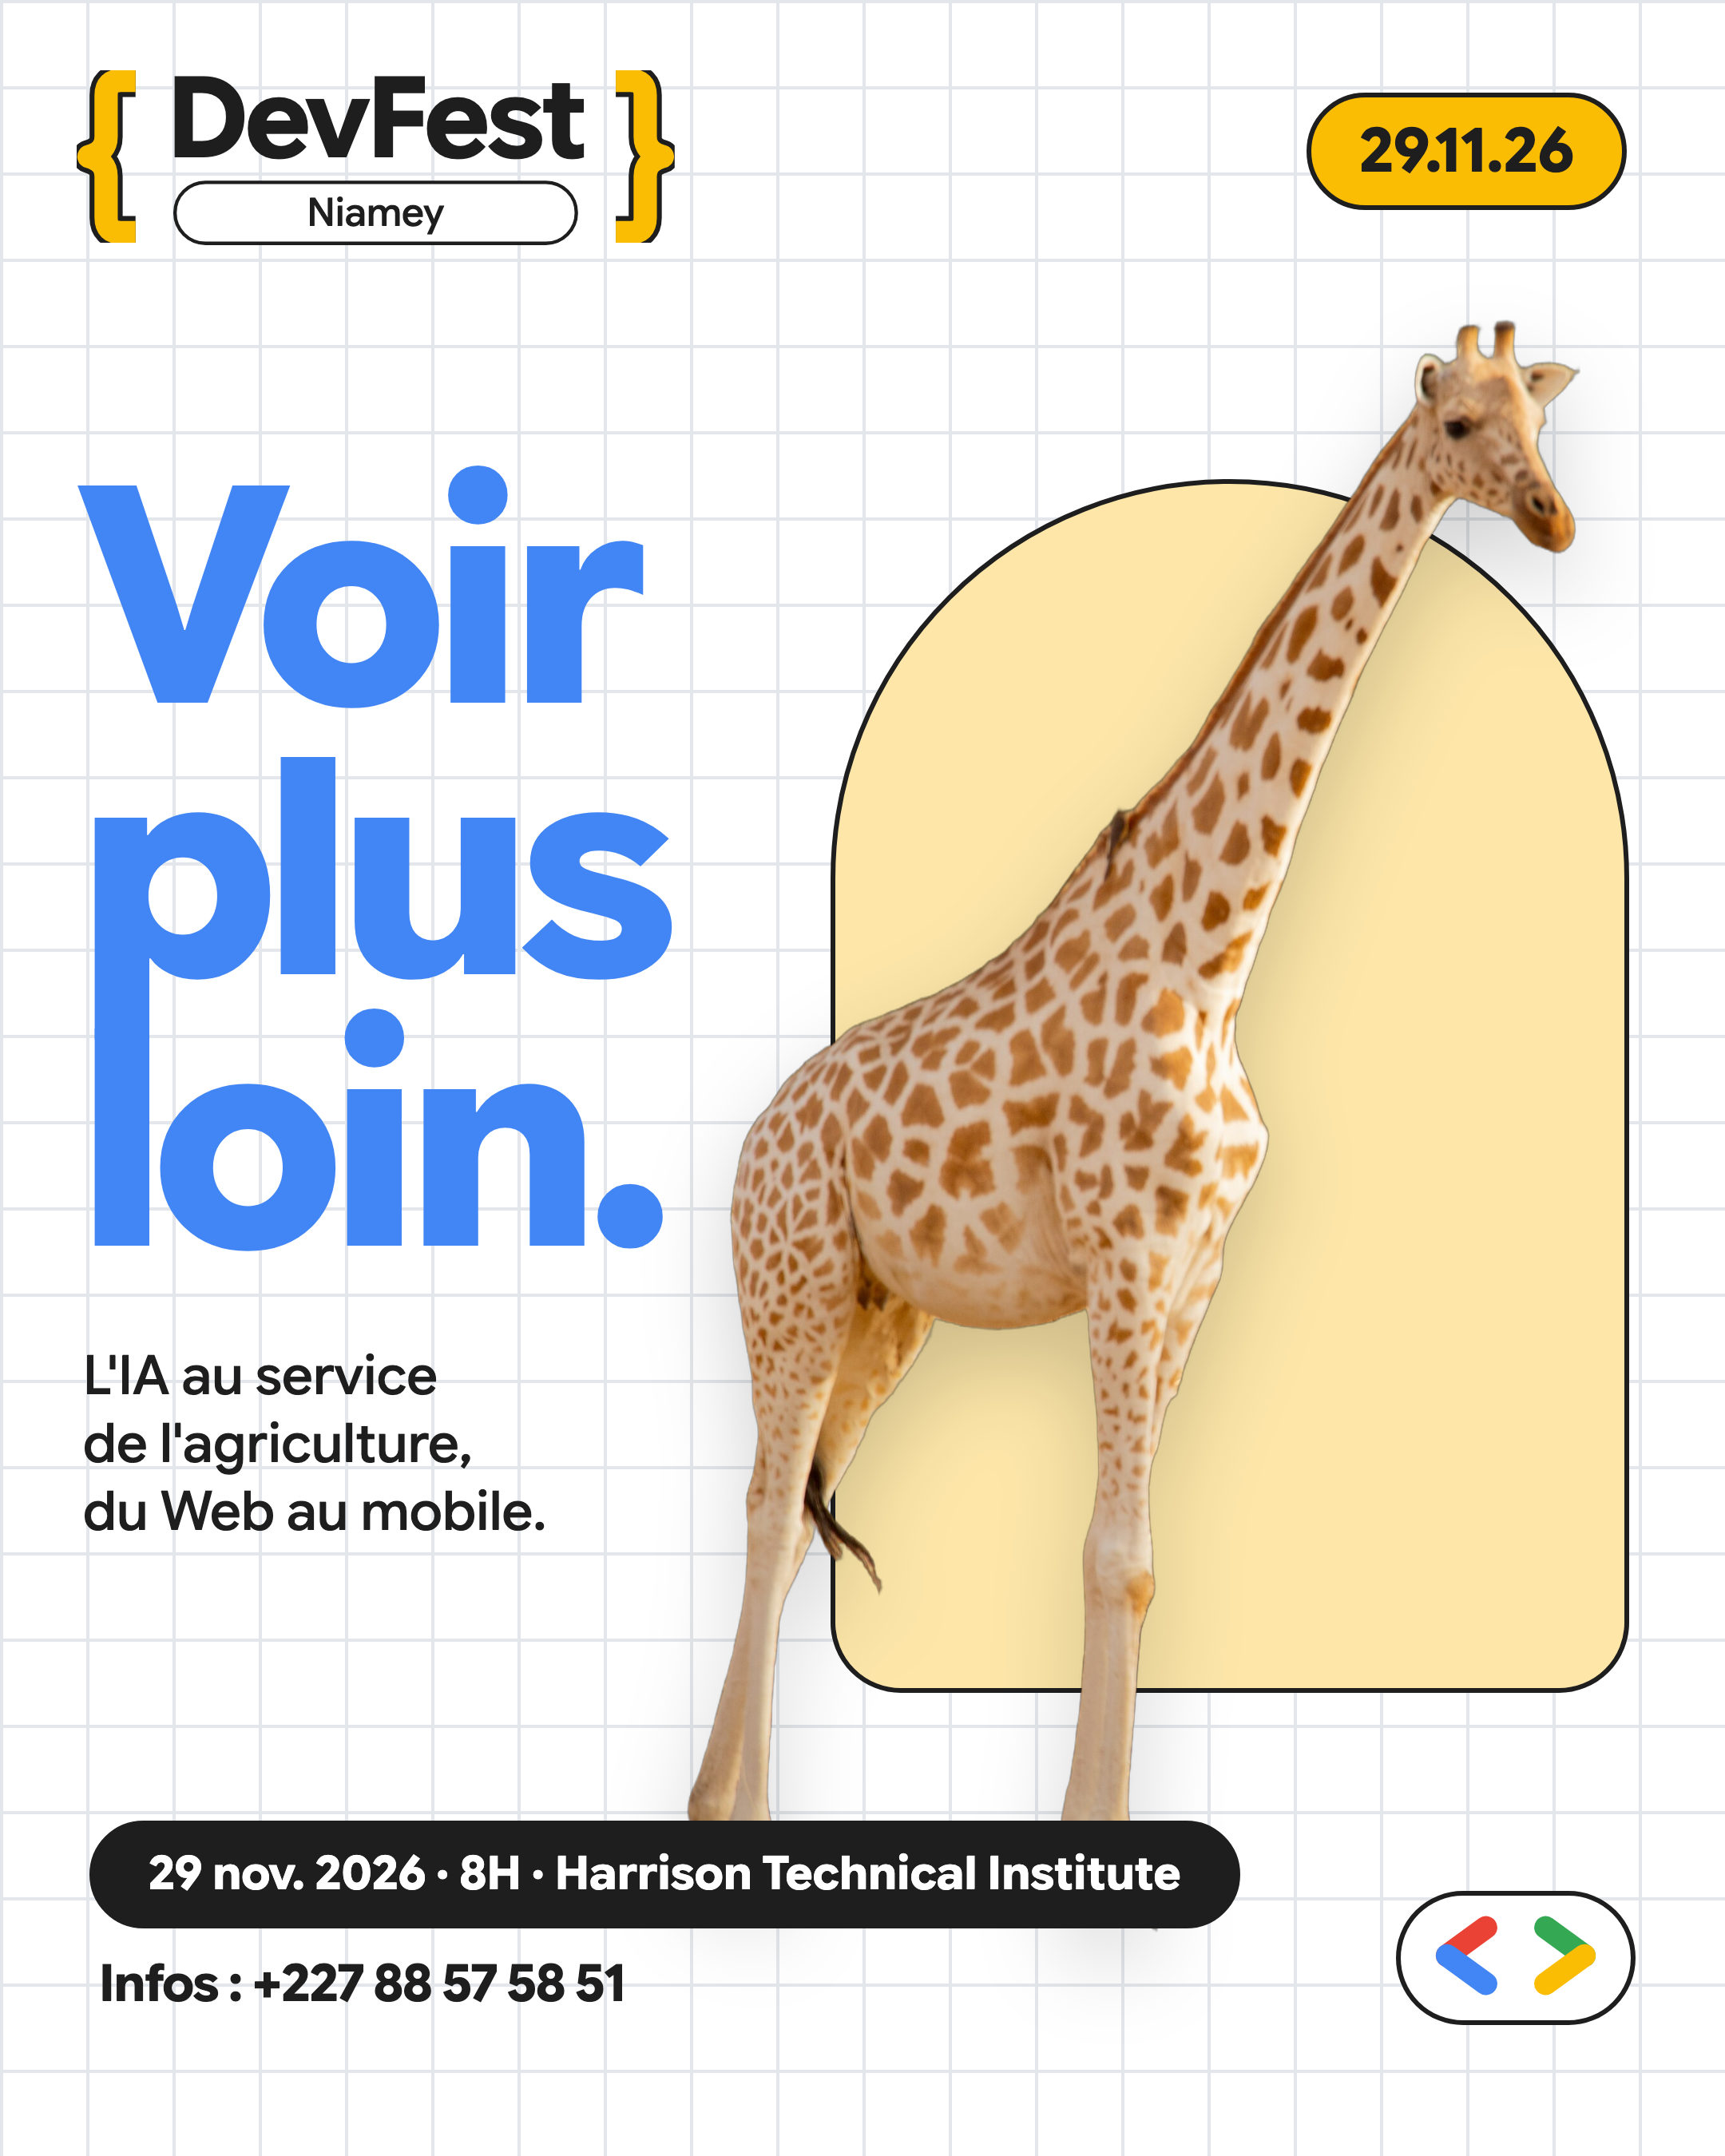 DevFest
Niamey
29.11.26
Voir
plus
loin.
L'IA au service
de l'agriculture,
du Web au mobile.
29 nov. 2026 · 8H · Harrison Technical Institute
Infos : +227 88 57 58 51